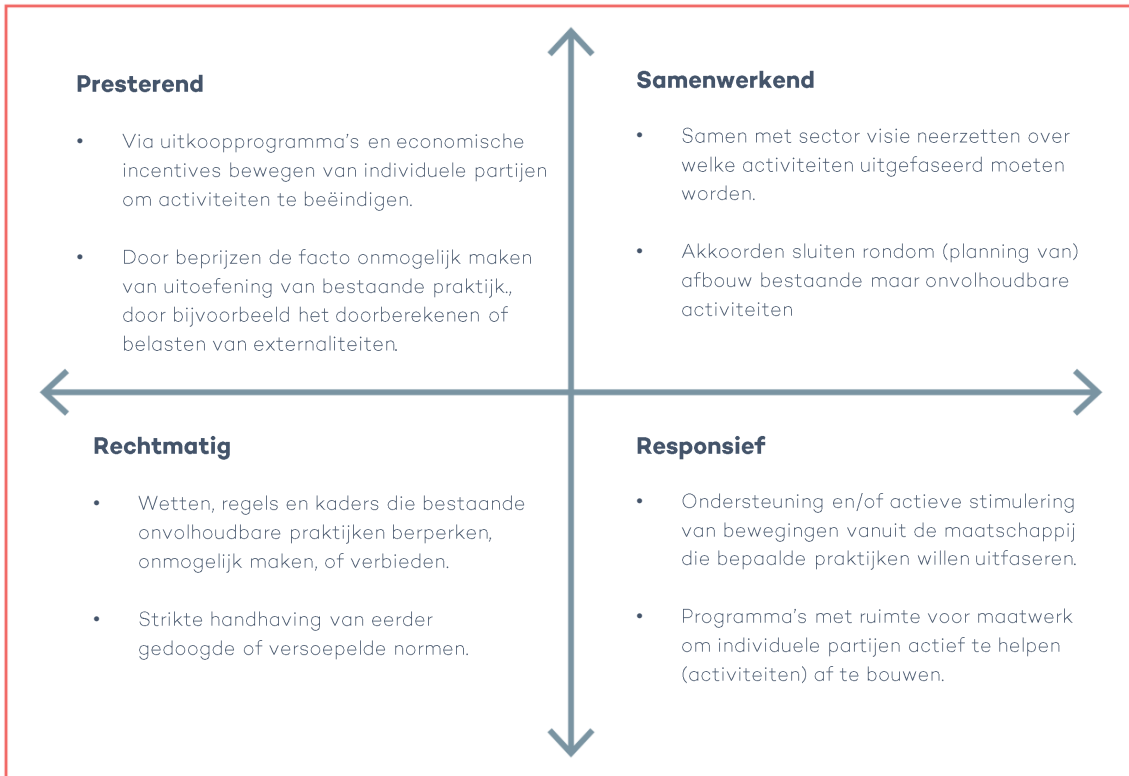 Presterend
• Via uitkoopprogramma's en economische
incentives bewegen van individuele partijen
om activiteiten te beëindigen.
• Door beprijzen de facto onmogelijk maken
van uitoefening van bestaande praktijk.,
door bijvoorbeeld het doorberekenen of
belasten van externaliteiten.
Samenwerkend
• Samen met sector visie neerzetten over
welke activiteiten uitgefaseerd moeten
worden.
• Akkoorden sluiten rondom (planning van)
afbouw bestaande maar onvolhoudbare
activiteiten
Rechtmatig
• Wetten, regels en kaders die bestaande
onvolhoudbare praktijken berperken,
onmogelijk maken, of verbieden.
• Strikte handhaving van eerder
gedoogde of versoepelde normen.
Responsief
• Ondersteuning en/of actieve stimulering
van bewegingen vanuit de maatschappij
die bepaalde praktijken willen uitfaseren.
• Programma's met ruimte voor maatwerk
om individuele partijen actief te helpen
(activiteiten) af te bouwen.